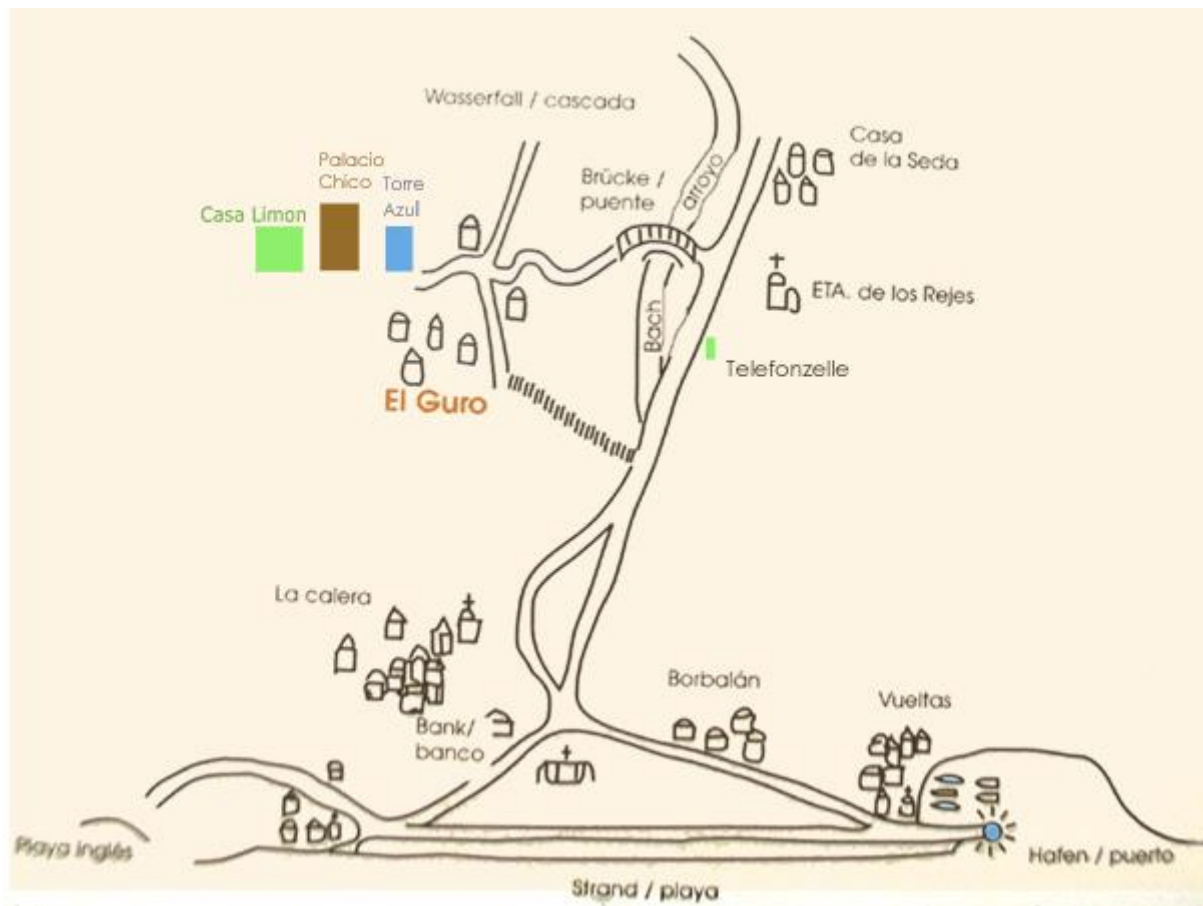 Wasserfall / cascada
Casa
de la Seda
Palacio
Chico
Torre
Azul
Casa Limon
Brücke /
puente
arroyo
Bach
ETA. de los Rejes
Telefonzelle
El Guro
La calera
Borbalán
Vueltas
Bank/
banco
Playa inglés
Hafen / puerto
Strand / playa